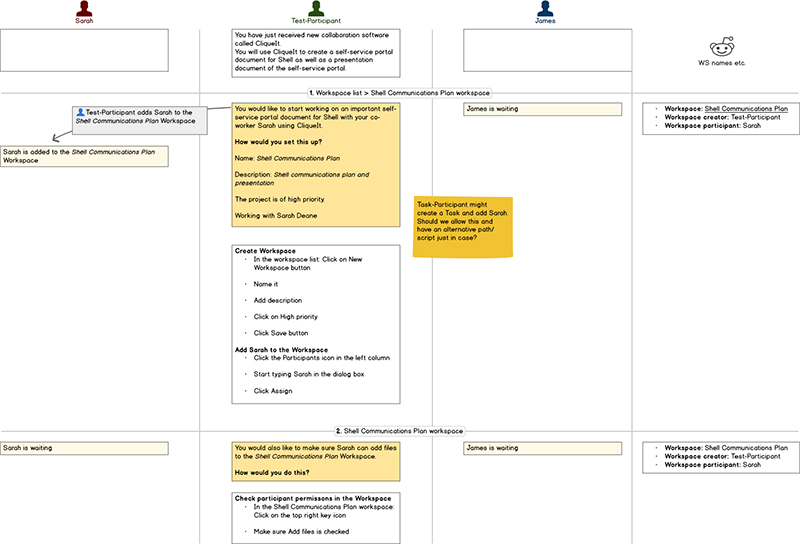 Sarah
Test-Participant
James
You have just received new collaboration software
called CliqueIt.
You will use CliqueIt to create a self-service portal
document for Shell as well as a presentation
document of the self-service portal.
WS names etc.
1. Workspace list > Shell Communications Plan workspace
Test-Participant adds Sarah to the
Shell Communications Plan Workspace
Sarah is added to the Shell Communications Plan
Workspace
You would like to start working on an important self-
service portal document for Shell with your co-
worker Sarah using CliqueIt.
How would you set this up?
Name: Shell Communications Plan
Description: Shell communications plan and
presentation
The project is of high priority.
Working with Sarah Deane
James is waiting
• Workspace: Shell Communications Plan
• Workspace creator: Test-Participant
• Workspace participant: Sarah
Task-Participant might
create a Task and add Sarah.
Should we allow this and
have an alternative path/
script just in case?
Create Workspace
• In the workspace list: Click on New
Workspace button
• Name it
• Add description
• Click on High priority
• Click Save button
Add Sarah to the Workspace
• Click the Participants icon in the left column
• Start typing Sarah in the dialog box
• Click Assign
2. Shell Communications Plan workspace
Sarah is waiting
You would also like to make sure Sarah can add files
to the Shell Communications Plan Workspace.
How would you do this?
James is waiting
• Workspace: Shell Communications Plan
• Workspace creator: Test-Participant
• Workspace participant: Sarah
Check participant permissons in the Workspace
• In the Shell Communications Plan workspace:
Click on the top right key icon
• Make sure Add files is checked